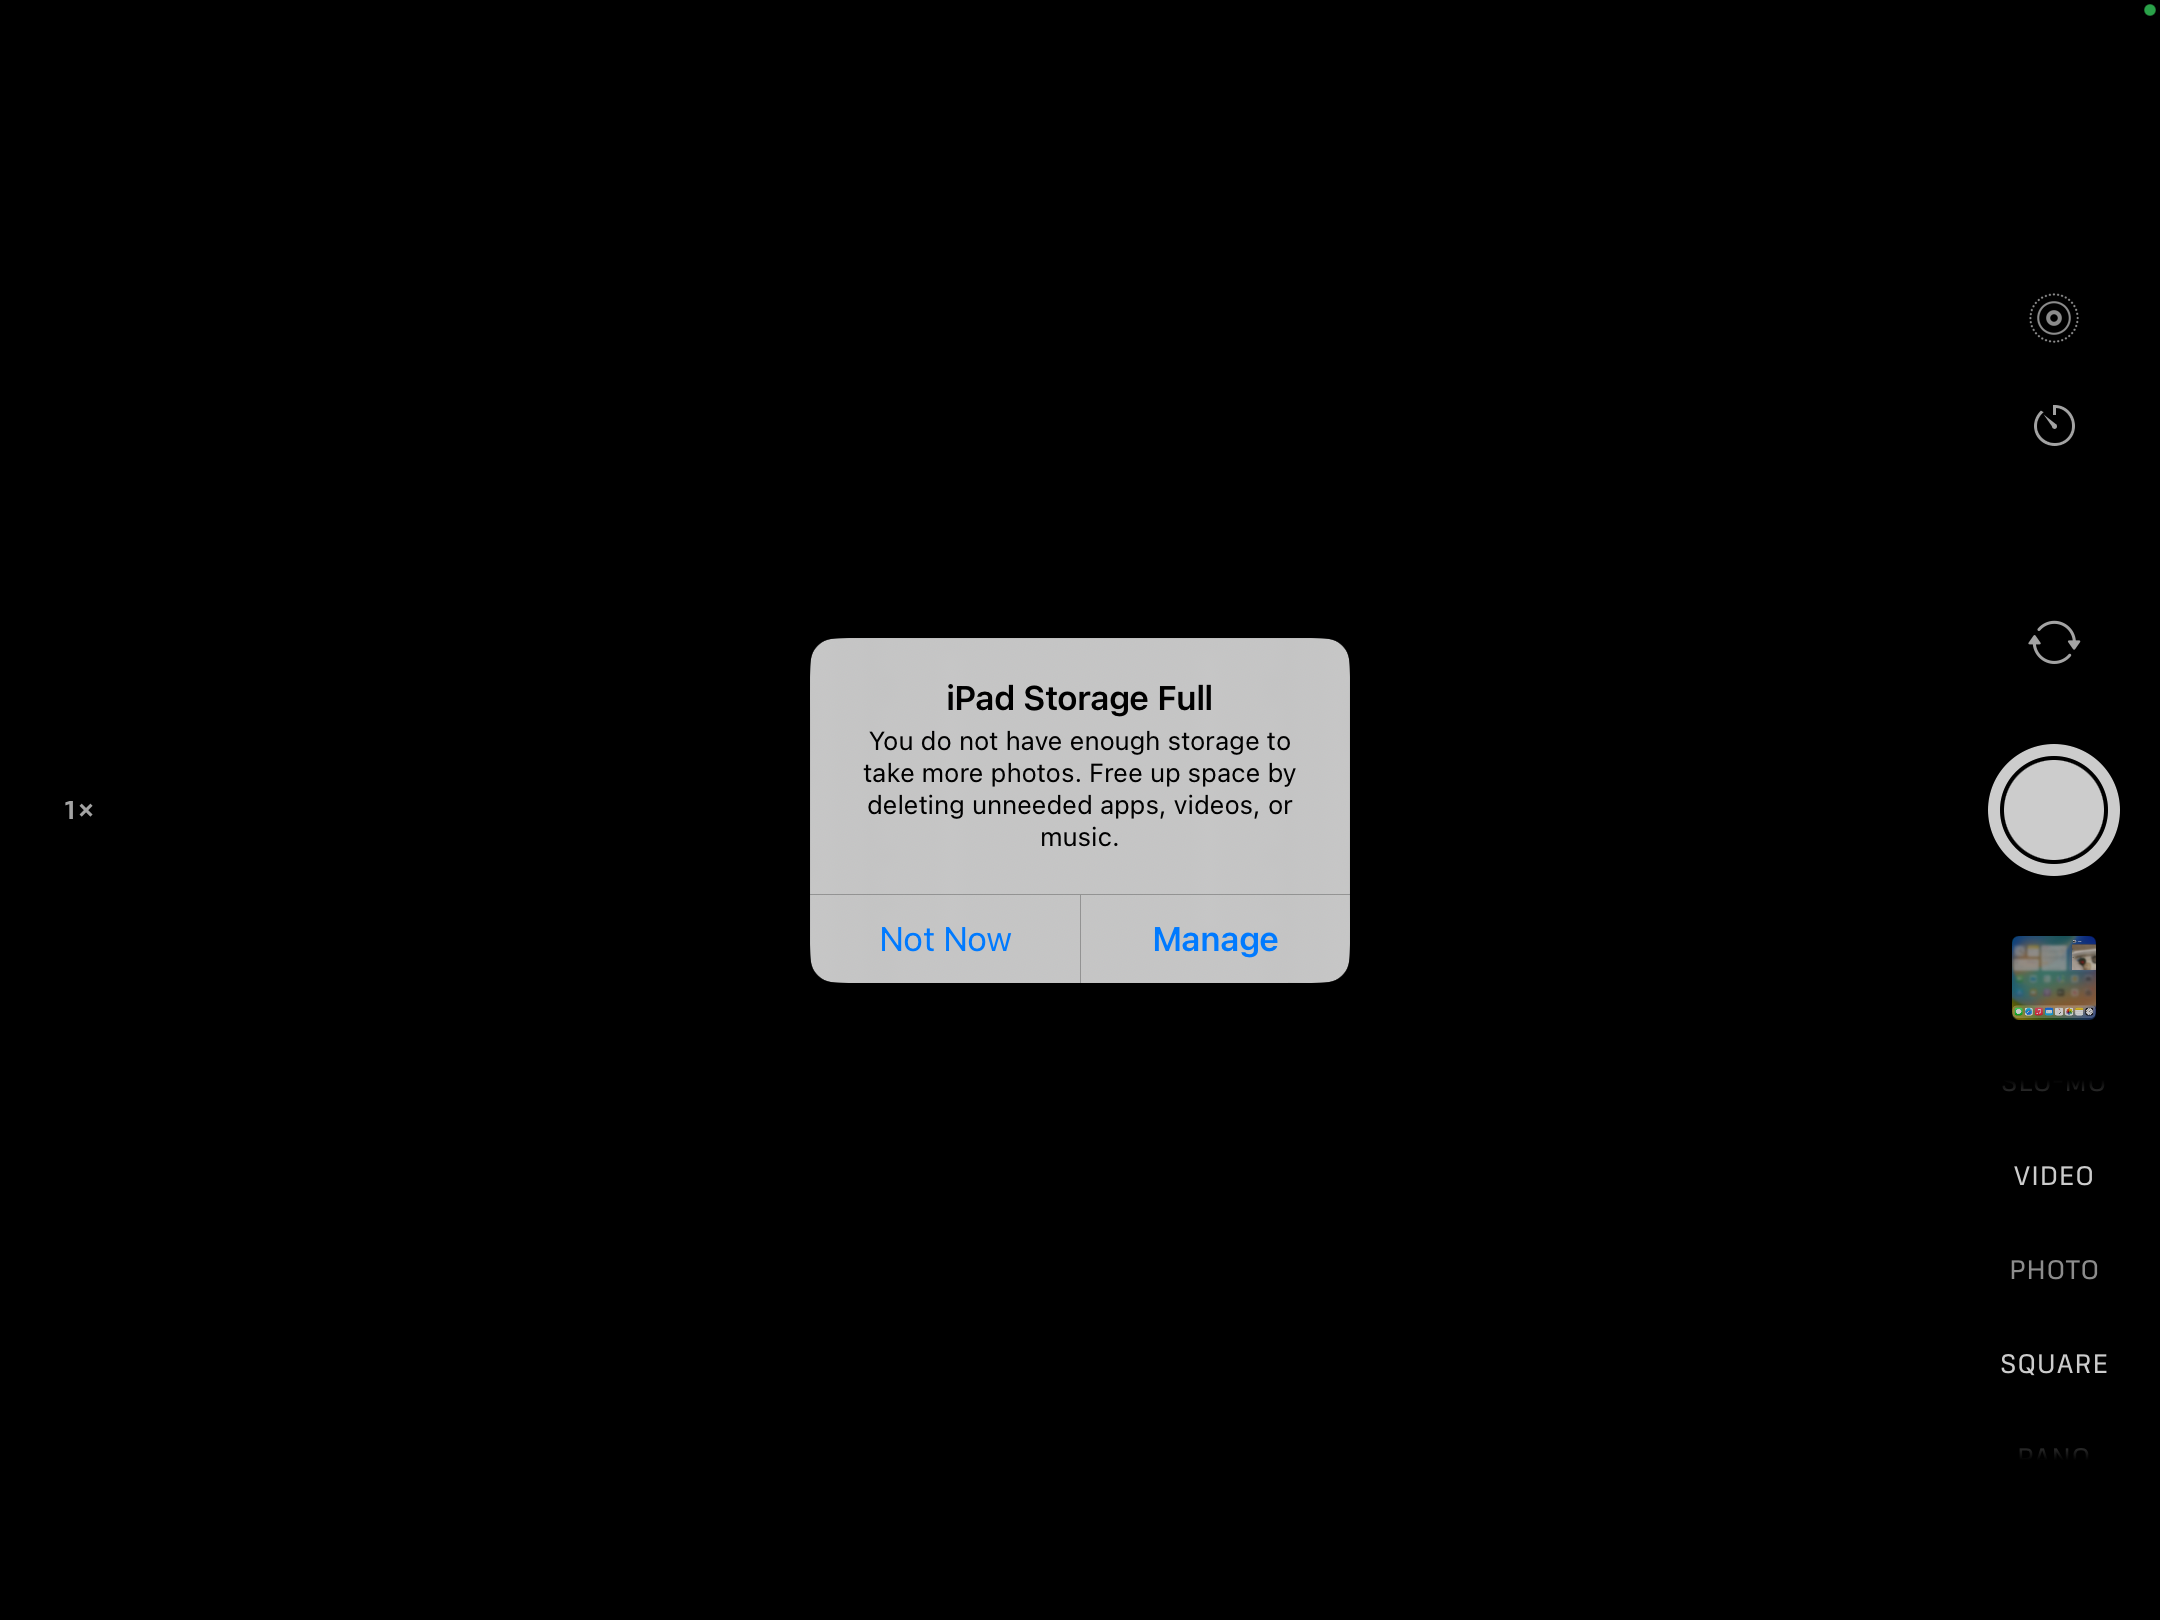 iPad Storage Full
You do not have enough storage to
take more photos. Free up space by
deleting unneeded apps, videos, or
music.
Not Now
Manage
1×
SLO-MO
VIDEO
PHOTO
SQUARE
PANO